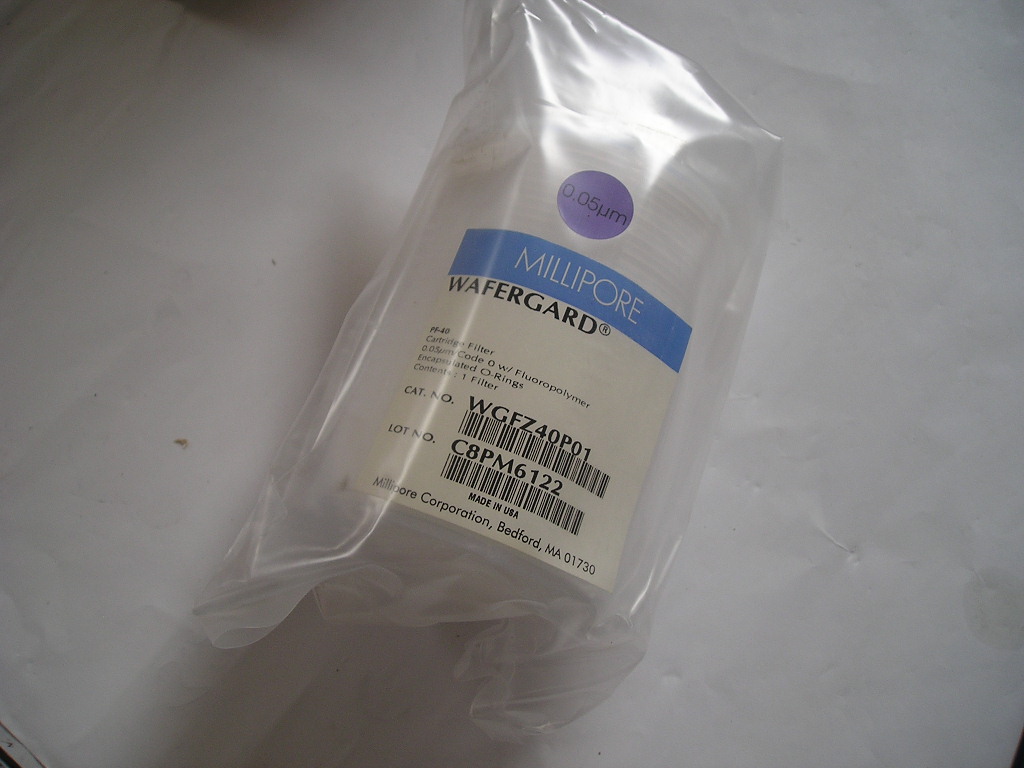 0.05µm
MILLIPORE
WAFERGARD®
PF-40
Cartridge Filter
0.05µm Code 0 w/ Fluoropolymer
Encapsulated O-Rings
Contents: 1 Filter
CAT. NO. WGFZ40P01
LOT NO. C8PM6122
MADE IN USA
Millipore Corporation, Bedford, MA 01730